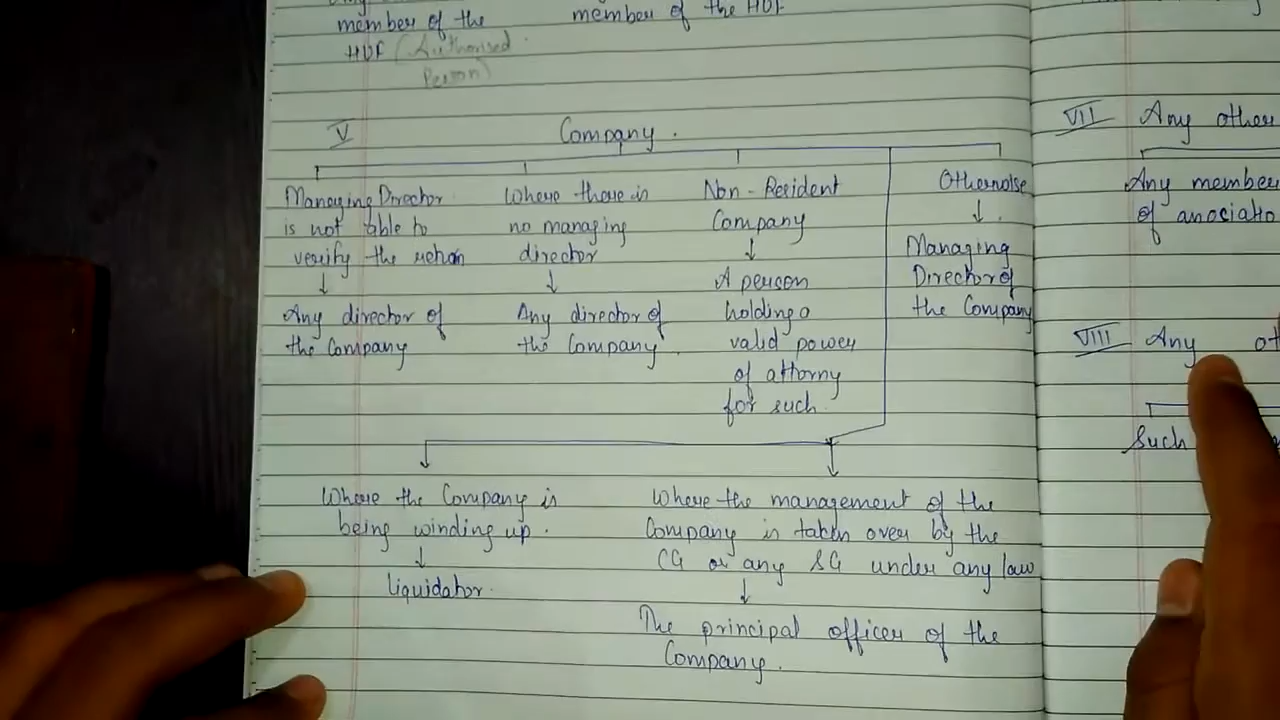 member of the
HUF (Authorised
Person)
member of the HUF
V
Company.
Managing Director
is not able to
verify the return
↓
Any director of
the Company
Where there is
no managing
director
↓
Any director of
the Company.
Non-Resident
Company
↓
A person
holding a
valid power
of attorny
for such
Otherwise
↓
Managing
Director of
the Company
Where the Company is
being winding up.
↓
liquidator.
Where the management of the
Company is taken over by the
CG or any SG under any law
↓
The principal officer of the
Company.
VII Any other
Any member
of
VIII Any
Such